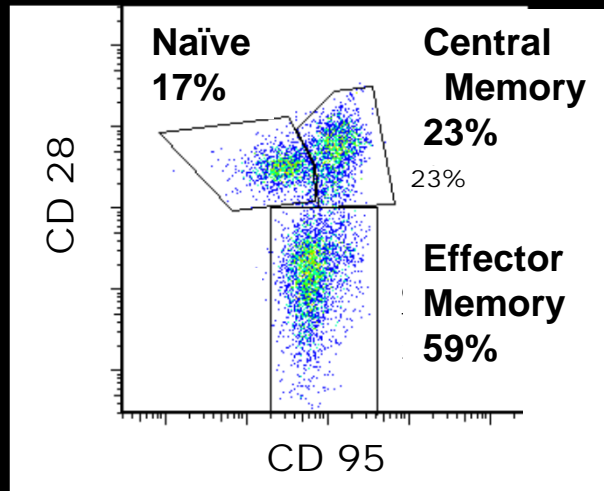 Naïve
17%
Central
Memory
23%
23%
CD 28
Effector
Memory
59%
CD 95